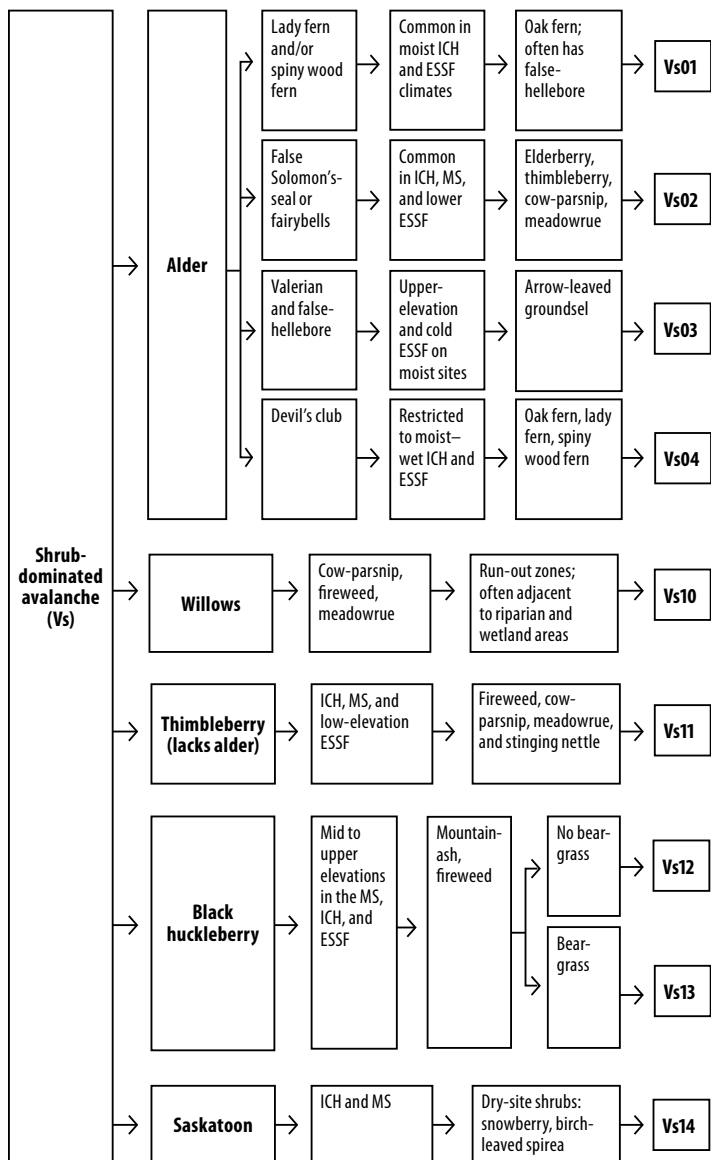 Shrub-
dominated
avalanche
(Vs)
Alder
Lady fern
and/or
spiny wood
fern
Common in
moist ICH
and ESSF
climates
Oak fern;
often has
false-
hellebore
Vs01
False
Solomon's-
seal or
fairybells
Common
in ICH, MS,
and lower
ESSF
Elderberry,
thimbleberry,
cow-parsnip,
meadowrue
Vs02
Valerian
and false-
hellebore
Upper-
elevation
and cold
ESSF on
moist sites
Arrow-leaved
groundsel
Vs03
Devil's club
Restricted
to moist–
wet ICH and
ESSF
Oak fern, lady
fern, spiny
wood fern
Vs04
Willows
Cow-parsnip,
fireweed,
meadowrue
Run-out zones;
often adjacent
to riparian and
wetland areas
Vs10
Thimbleberry
(lacks alder)
ICH, MS, and
low-elevation
ESSF
Fireweed, cow-
parsnip, meadowrue,
and stinging nettle
Vs11
Black
huckleberry
Mid to
upper
elevations
in the MS,
ICH, and
ESSF
Mountain-
ash,
fireweed
No bear-
grass
Vs12
Bear-
grass
Vs13
Saskatoon
ICH and MS
Dry-site shrubs:
snowberry, birch-
leaved spirea
Vs14